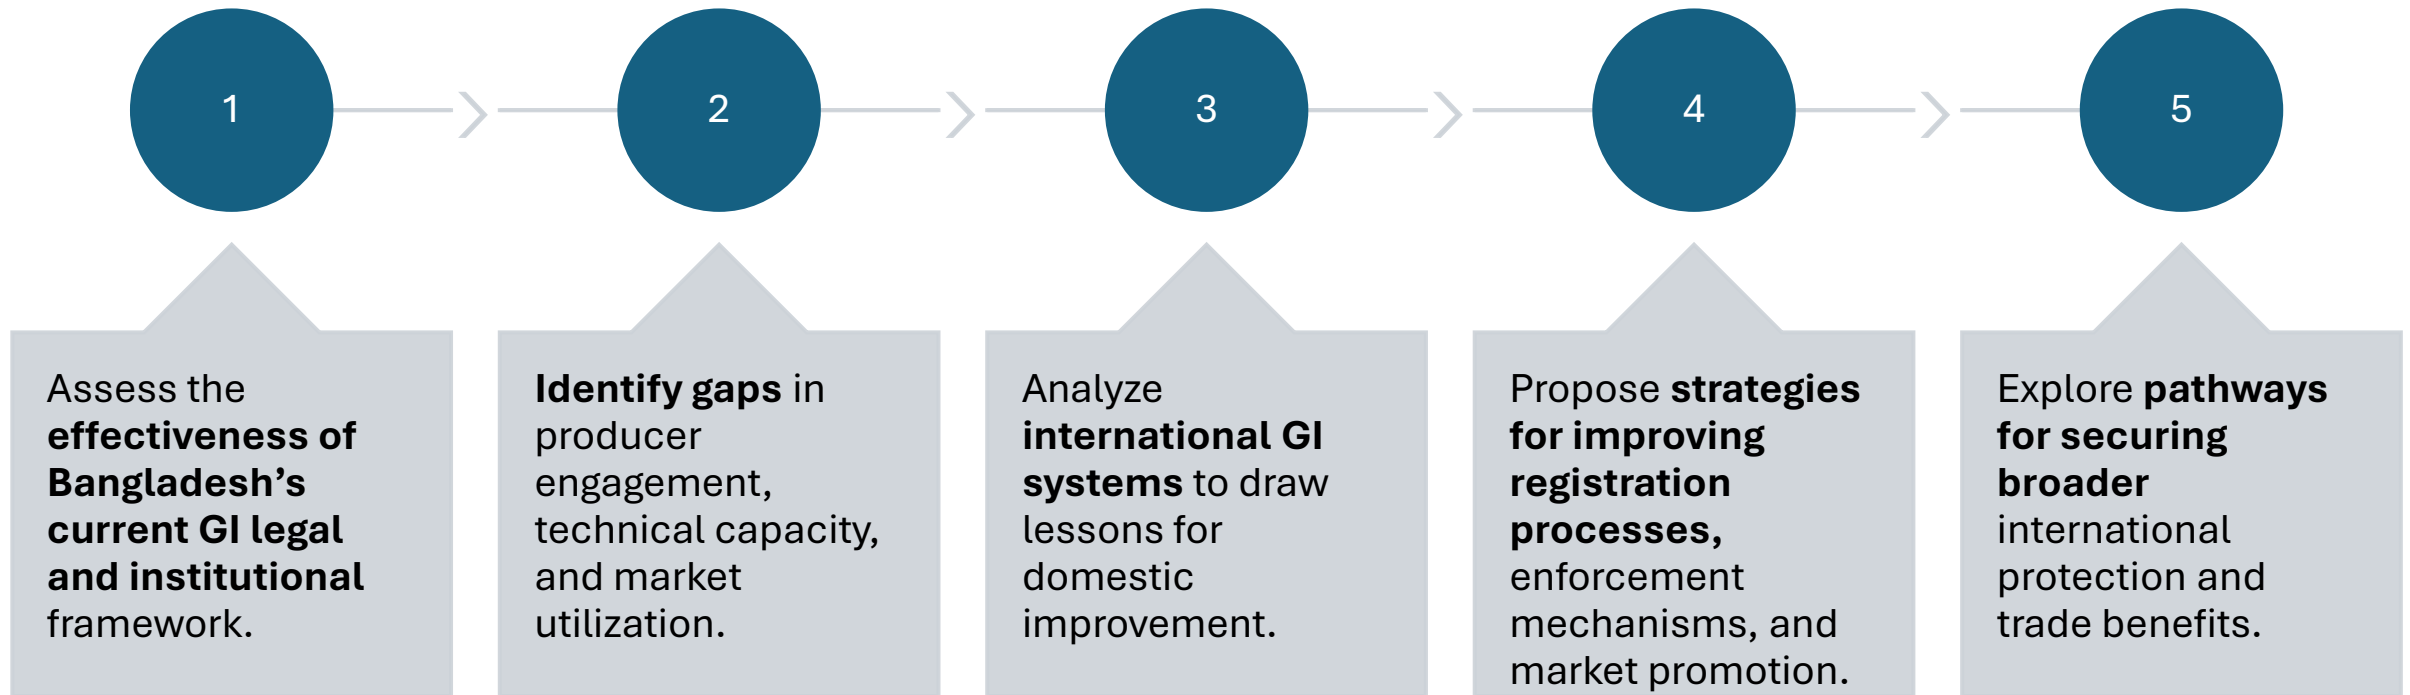 1
2
3
4
5
Assess the
effectiveness of
Bangladesh’s
current GI legal
and institutional
framework.
Identify gaps in
producer
engagement,
technical capacity,
and market
utilization.
Analyze
international GI
systems to draw
lessons for
domestic
improvement.
Propose strategies
for improving
registration
processes,
enforcement
mechanisms, and
market promotion.
Explore pathways
for securing
broader
international
protection and
trade benefits.